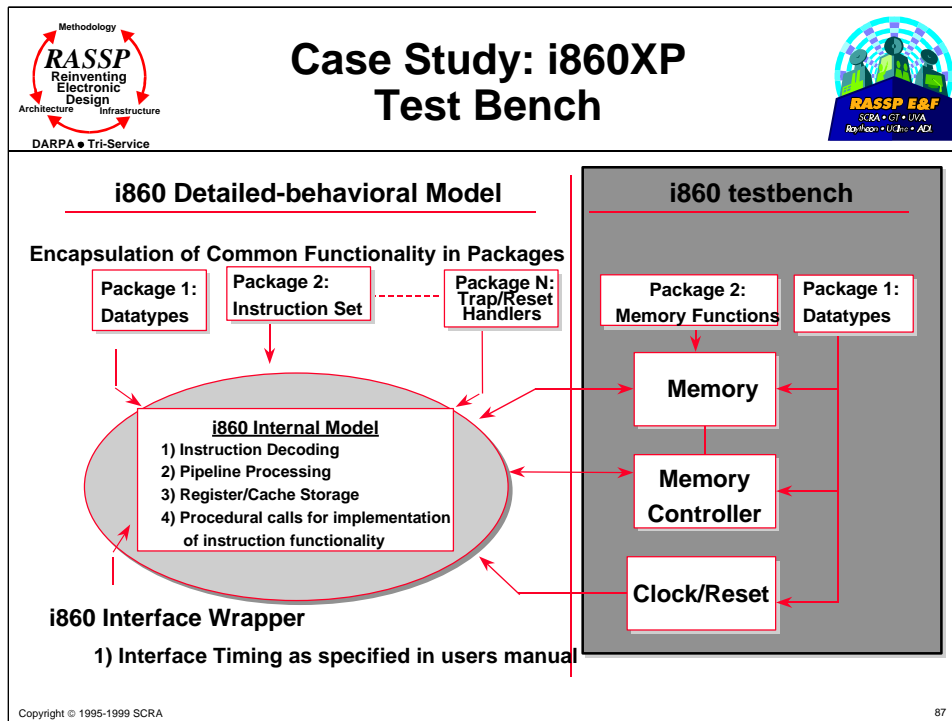 Methodology
RASSP
Reinventing
Electronic
Design
Architecture
Infrastructure
DARPA ● Tri-Service
Case Study: i860XP
Test Bench
RASSP E&F
SCRA • GT • UVA
Raytheon • UCinc • ADL
i860 Detailed-behavioral Model
i860 testbench
Encapsulation of Common Functionality in Packages
Package 1:
Datatypes
Package 2:
Instruction Set
Package N:
Trap/Reset
Handlers
Package 2:
Memory Functions
Package 1:
Datatypes
Memory
i860 Internal Model
1) Instruction Decoding
2) Pipeline Processing
3) Register/Cache Storage
4) Procedural calls for implementation
of instruction functionality
Memory
Controller
Clock/Reset
i860 Interface Wrapper
1) Interface Timing as specified in users manual
Copyright © 1995-1999 SCRA
87